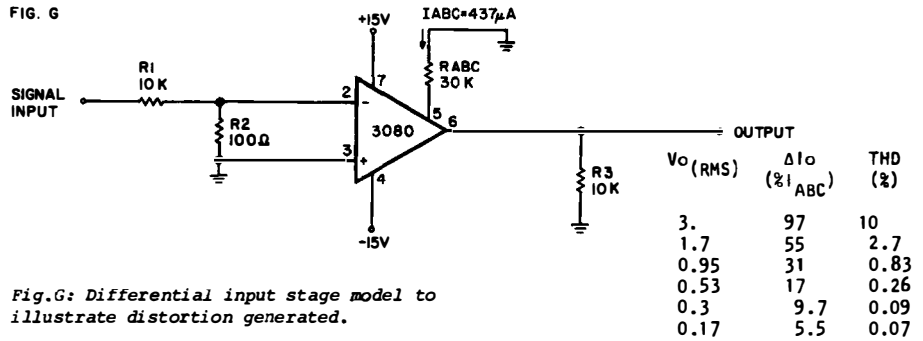 FIG. G
+15V
IABC=437µA
R1
10K
RABC
30K
SIGNAL
INPUT
2
-
7
5
R2
100Ω
3080
6
OUTPUT
3
+
4
R3
10K
-15V
Vo(RMS) ΔIo (%IABC) THD (%)
3. 97 10
1.7 55 2.7
0.95 31 0.83
0.53 17 0.26
0.3 9.7 0.09
0.17 5.5 0.07
Fig.G: Differential input stage model to
illustrate distortion generated.